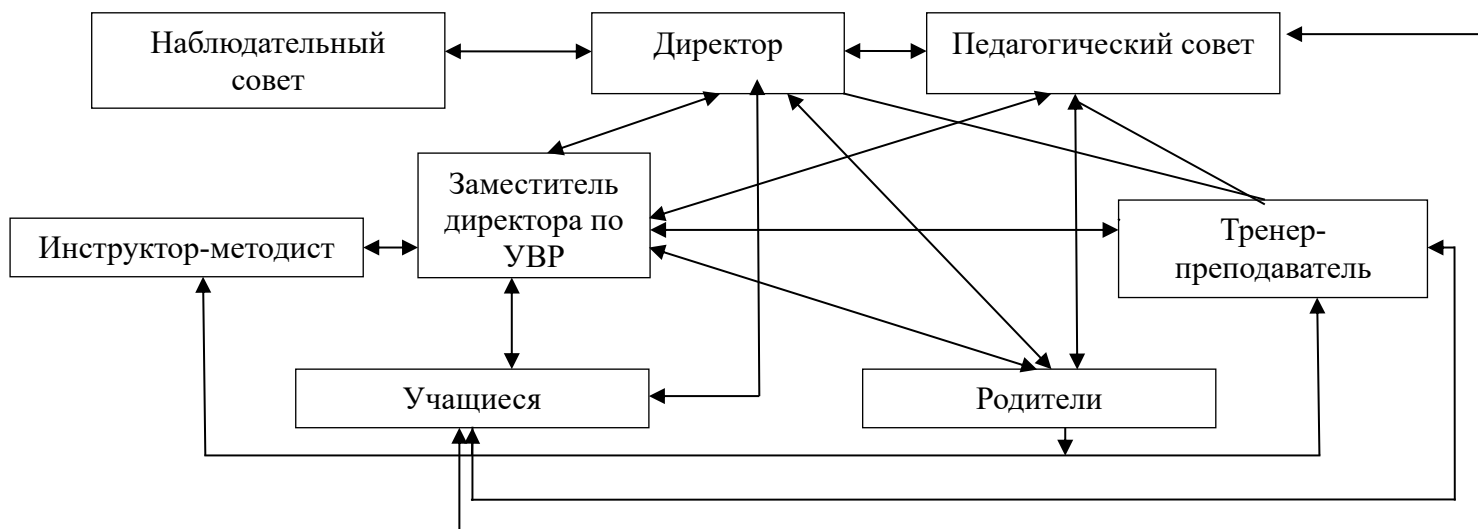 Наблюдательный
совет
Директор
Педагогический совет
Заместитель
директора по
УВР
Инструктор-методист
Тренер-
преподаватель
Учащиеся
Родители